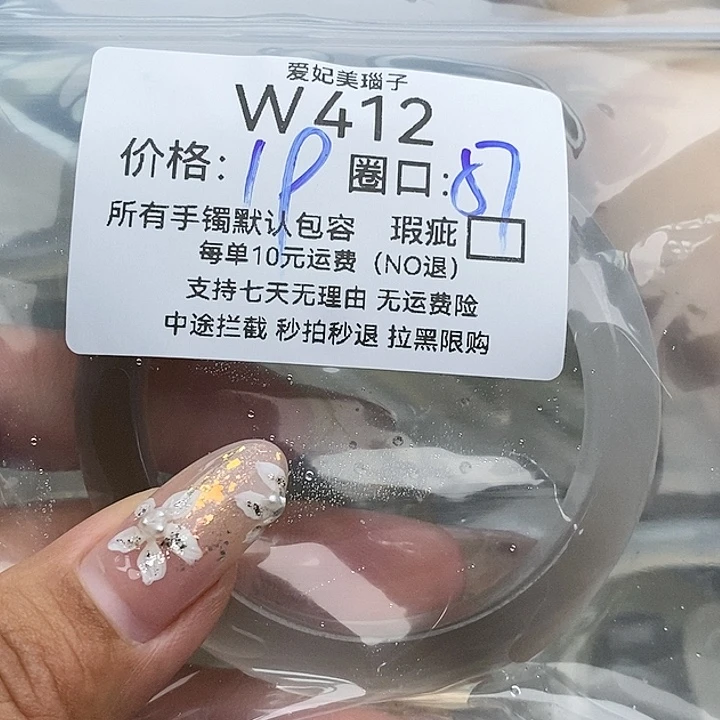 爱妃美瑙子
W412
价格:1P 圈口:57
所有手镯默认包容 瑕疵
每单10元运费（NO退）
支持七天无理由 无运费险
中途拦截 秒拍秒退 拉黑限购